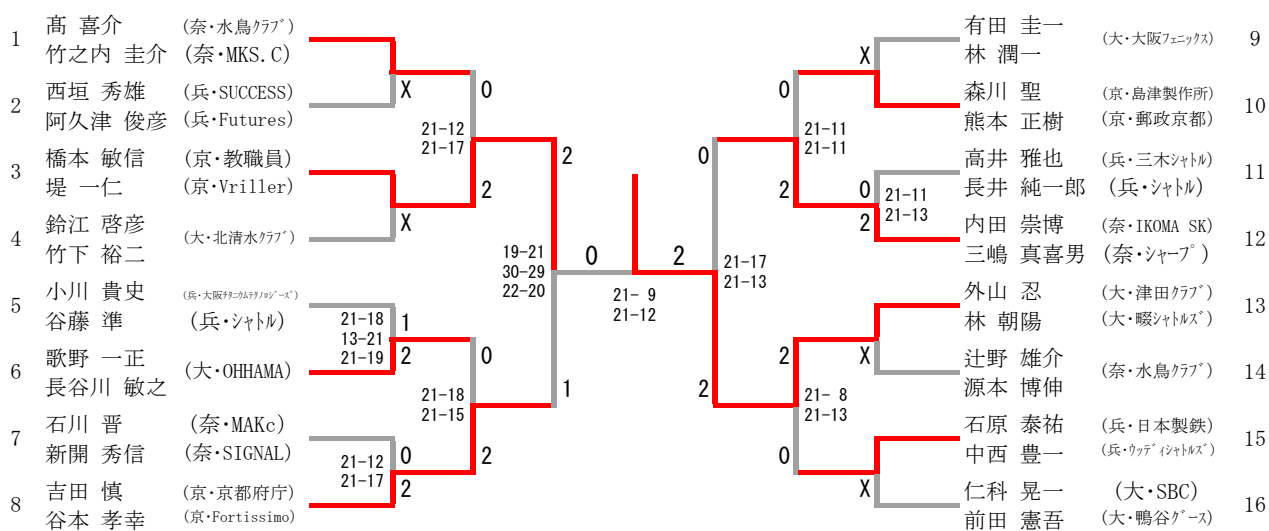 1
髙 喜介 (奈・水鳥ｸﾗﾌﾞ)
竹之内 圭介 (奈・MKS.C)
2
西垣 秀雄 (兵・SUCCESS)
阿久津 俊彦 (兵・Futures)
X
0
21-12
21-17
3
橋本 敏信 (京・教職員)
堤 一仁 (京・Vriller)
2
4
鈴江 啓彦
竹下 裕二
(大・北清水ｸﾗﾌﾞ)
X
2
19-21
30-29
22-20
0
5
小川 貴史 (兵・大阪ﾁﾀﾆｳﾑﾃｸﾉﾛｼﾞｰｽﾞ)
谷藤 準 (兵・ｼｬﾄﾙ)
21-18
13-21
21-19
1
2
6
歌野 一正
長谷川 敏之
(大・OHHAMA)
0
21-18
21-15
1
7
石川 晋 (奈・MAKc)
新開 秀信 (奈・SIGNAL)
21-12
21-17
0
2
2
8
吉田 慎 (京・京都府庁)
谷本 孝幸 (京・Fortissimo)
21- 9
21-12
2
有田 圭一
林 潤一
(大・大阪ﾌｪﾆｯｸｽ)
9
X
森川 聖 (京・島津製作所)
熊本 正樹 (京・郵政京都)
10
0
21-11
21-11
0
高井 雅也 (兵・三木ｼｬﾄﾙ)
長井 純一郎 (兵・ｼｬﾄﾙ)
11
2
0
21-11
21-13
2
内田 崇博 (奈・IKOMA SK)
三嶋 真喜男 (奈・ｼｬｰﾌﾟ)
12
21-17
21-13
外山 忍 (大・津田ｸﾗﾌﾞ)
林 朝陽 (大・畷ｼｬﾄﾙｽﾞ)
13
2
X
辻野 雄介
源本 博伸
(奈・水鳥ｸﾗﾌﾞ)
14
2
21- 8
21-13
石原 泰祐 (兵・日本製鉄)
中西 豊一 (兵・ｳｯﾃﾞｨｼｬﾄﾙｽﾞ)
15
0
X
仁科 晃一 (大・SBC)
前田 憲吾 (大・鴨谷ｸﾞｰｽ)
16